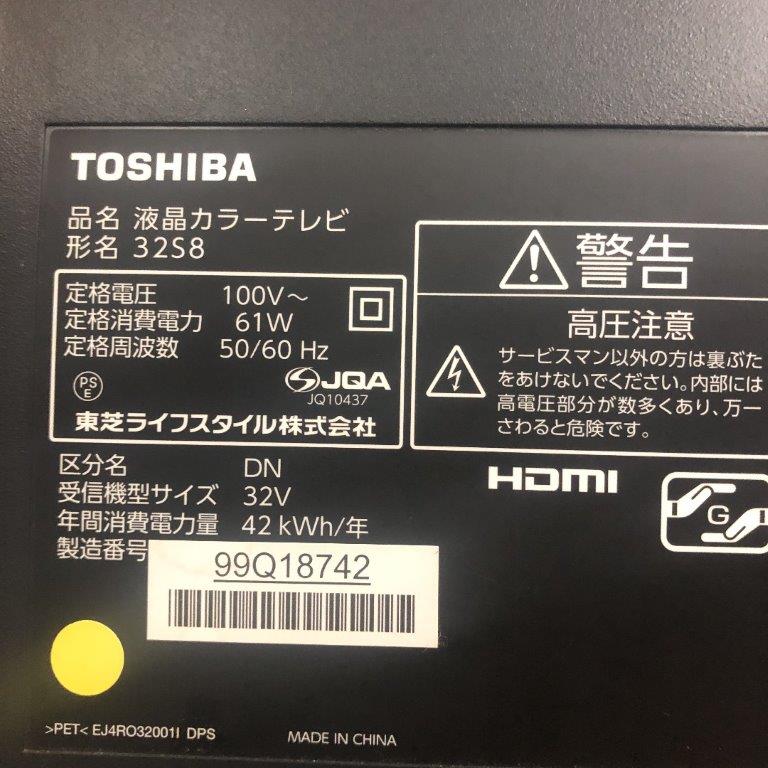 TOSHIBA
品名 液晶カラーテレビ
形名 32S8
定格電圧 100V～
定格消費電力 61W
定格周波数 50/60 Hz
PS
E
JQA
JQ10437
東芝ライフスタイル株式会社
警告
高圧注意
サービスマン以外の方は裏ぶた
をあけないでください。内部には
高電圧部分が数多くあり、万一
さわると危険です。
区分名 DN
受信機型サイズ 32V
年間消費電力量 42 kWh/年
製造番号
99Q18742
HDMI
G
>PET< EJ4RO32001I DPS
MADE IN CHINA